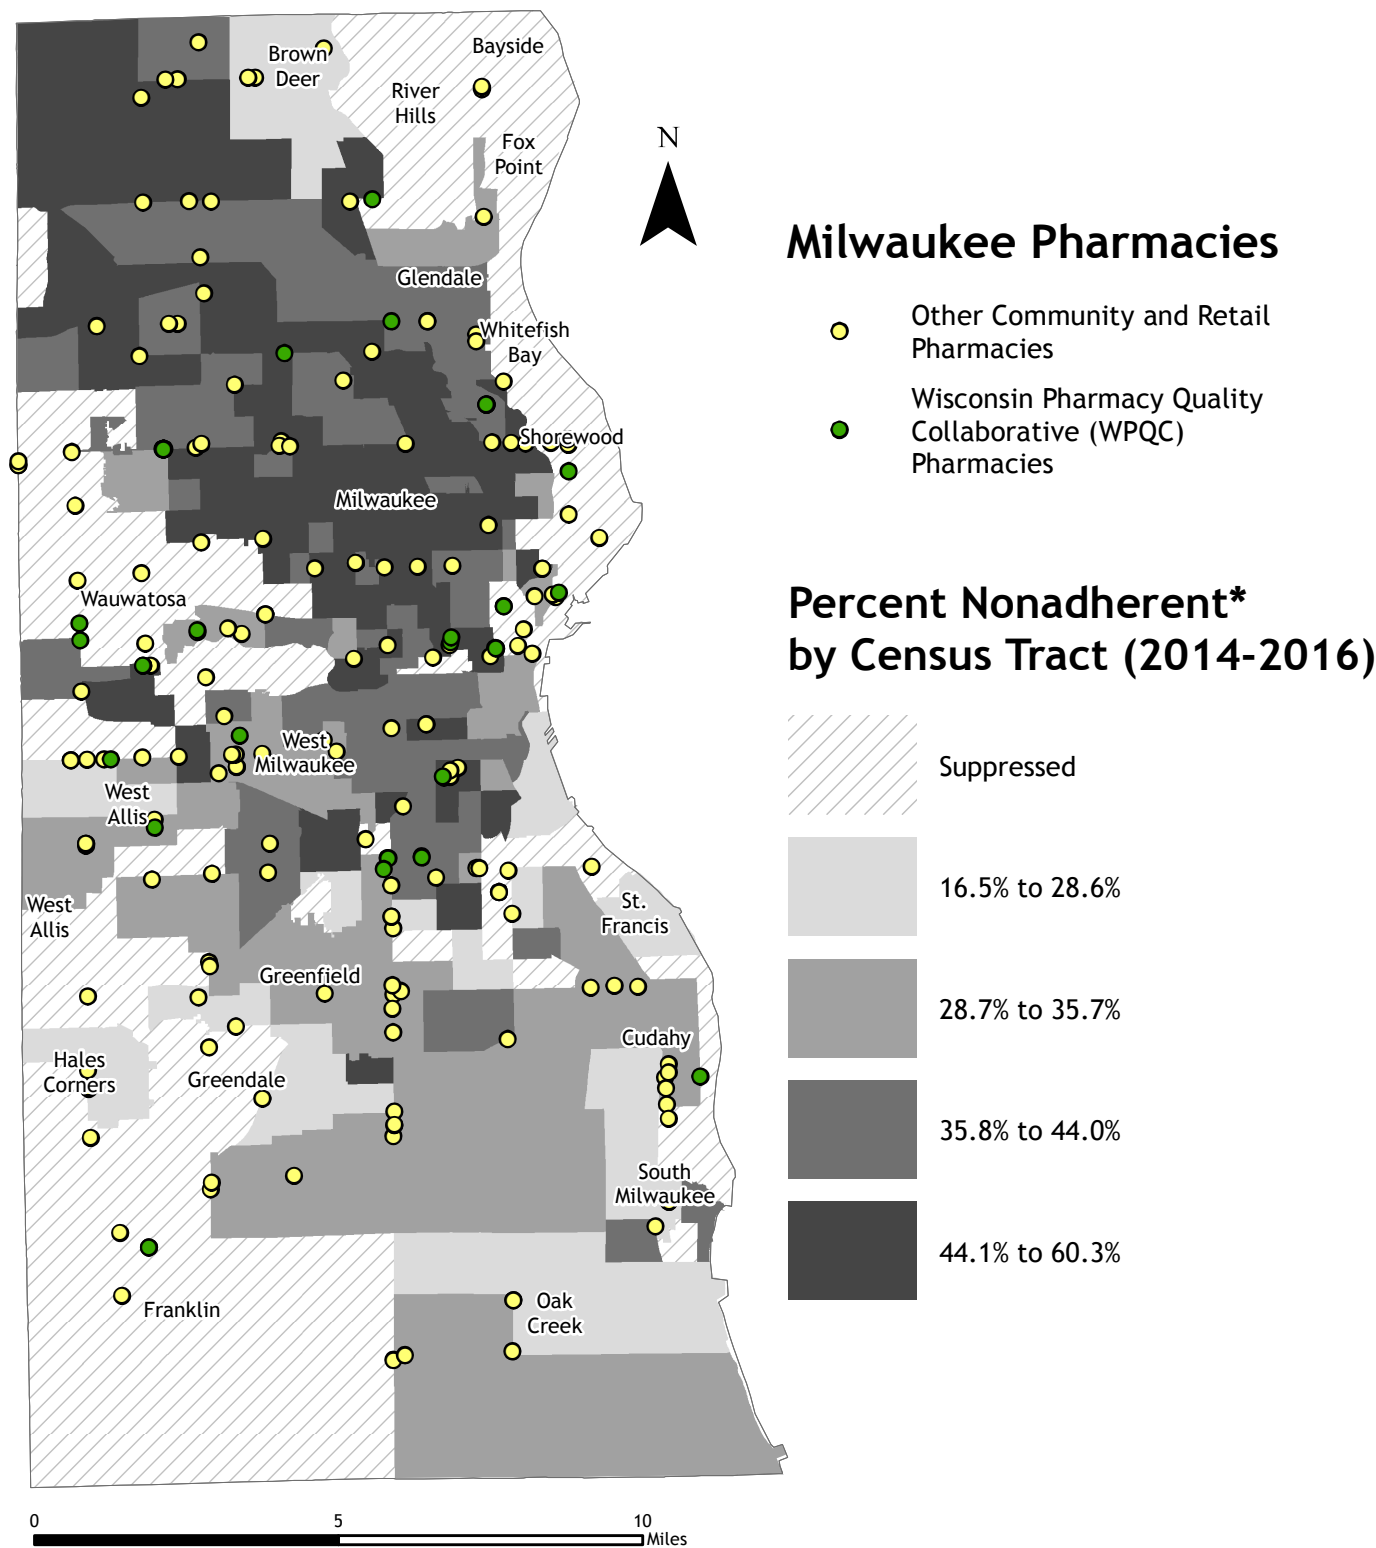 Brown
Deer
Bayside
River
Hills
Fox
Point
Glendale
Whitefish
Bay
Shorewood
Milwaukee
Wauwatosa
West
Milwaukee
West
Allis
West
Allis
St.
Francis
Greenfield
Cudahy
Hales
Corners
Greendale
South
Milwaukee
Franklin
Oak
Creek
0
5
10
Miles
N
Milwaukee Pharmacies
Other Community and Retail
Pharmacies
Wisconsin Pharmacy Quality
Collaborative (WPQC)
Pharmacies
Percent Nonadherent*
by Census Tract (2014-2016)
Suppressed
16.5% to 28.6%
28.7% to 35.7%
35.8% to 44.0%
44.1% to 60.3%